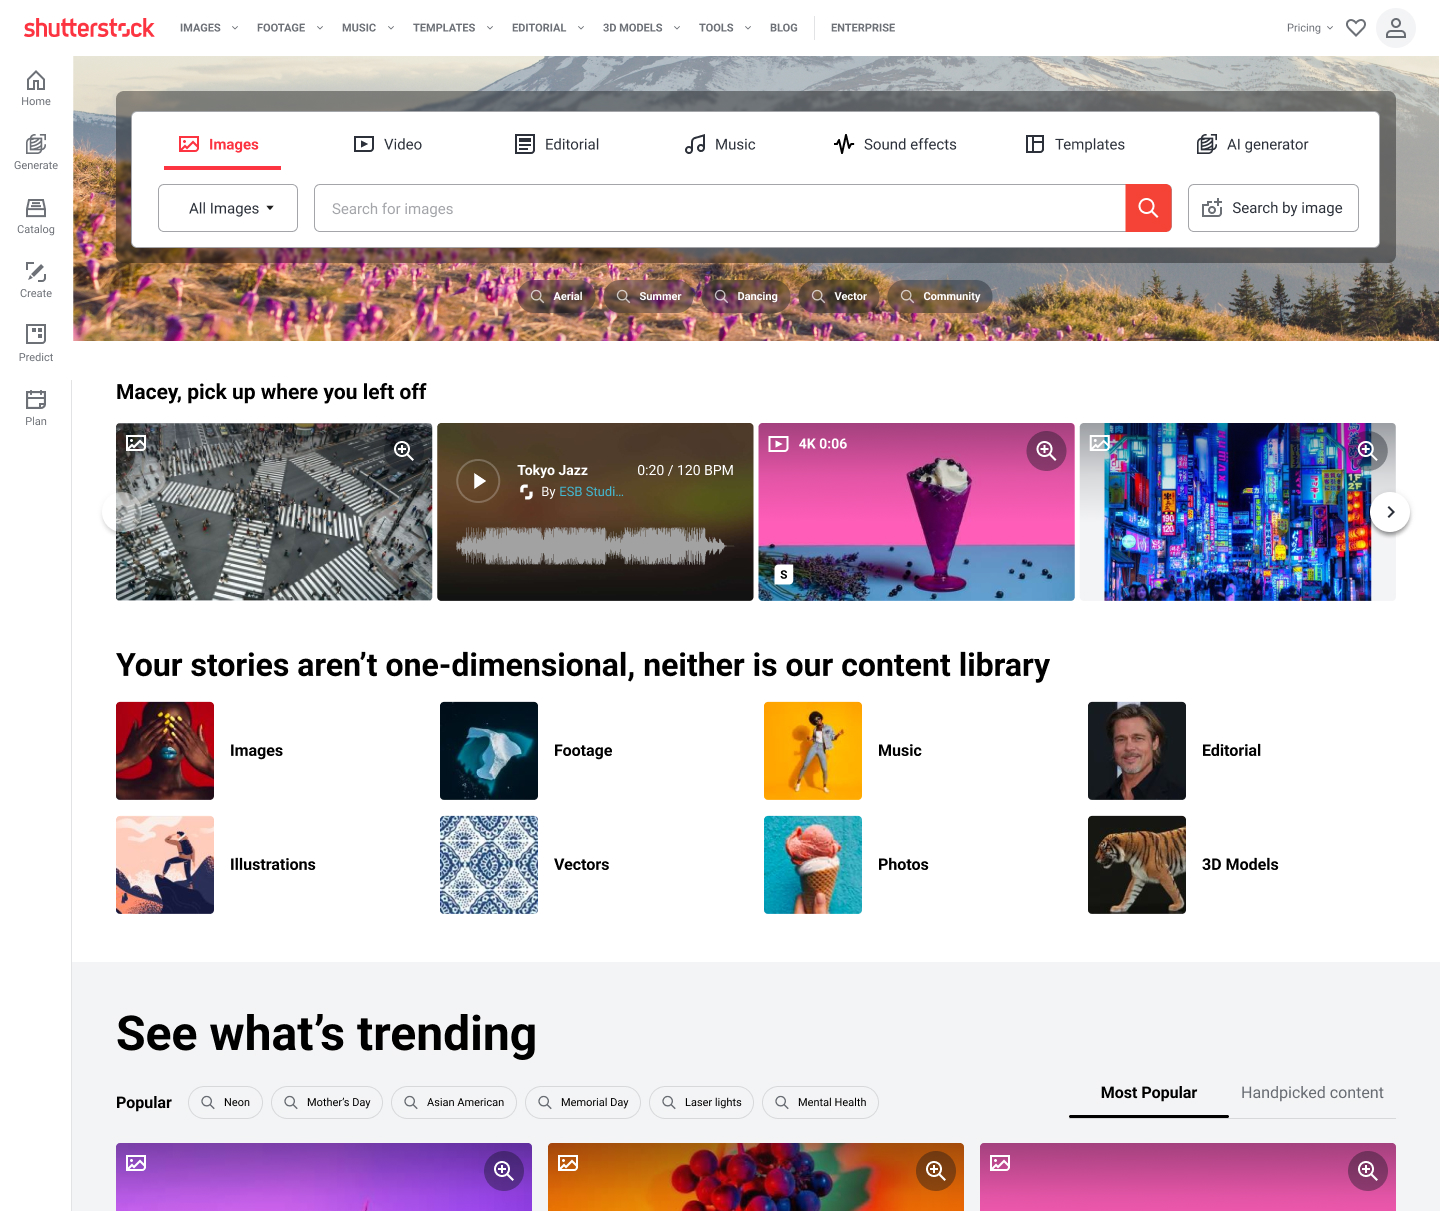 shutterstock
IMAGES
FOOTAGE
MUSIC
TEMPLATES
EDITORIAL
3D MODELS
TOOLS
BLOG
ENTERPRISE
Pricing
Home
Generate
Catalog
Create
Predict
Plan
Images
Video
Editorial
Music
Sound effects
Templates
AI generator
All Images
Search for images
Search by image
Aerial
Summer
Dancing
Vector
Community
Macey, pick up where you left off
Tokyo Jazz
0:20 / 120 BPM
By ESB Studi...
4K 0:06
S
Your stories aren’t one-dimensional, neither is our content library
Images
Footage
Music
Editorial
Illustrations
Vectors
Photos
3D Models
See what’s trending
Popular
Neon
Mother’s Day
Asian American
Memorial Day
Laser lights
Mental Health
Most Popular
Handpicked content